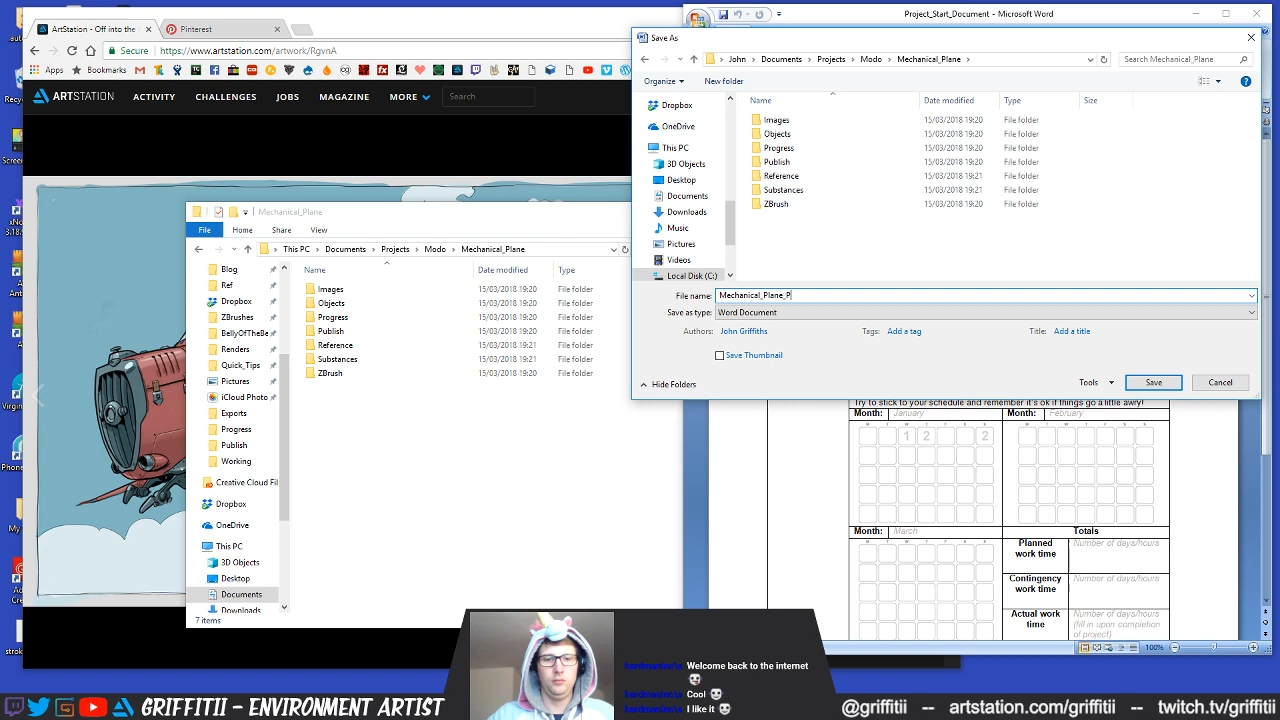 ArtStation - Off into the
Pinterest
Secure
https://www.artstation.com/artwork/RgvnA
Apps
Bookmarks
ARTSTATION
ACTIVITY
CHALLENGES
JOBS
MAGAZINE
MORE
Search
Mechanical_Plane
File
Home
Share
View
This PC > Documents > Projects > Modo > Mechanical_Plane
Blog
Ref
Dropbox
ZBrushes
BellyOfTheBe
Renders
Quick_Tips
Pictures
iCloud Photo
Exports
Progress
Publish
Working
Creative Cloud Fil
Dropbox
OneDrive
This PC
3D Objects
Desktop
Documents
Downloads
Name Date modified Type
Images 15/03/2018 19:20 File folder
Objects 15/03/2018 19:20 File folder
Progress 15/03/2018 19:20 File folder
Publish 15/03/2018 19:20 File folder
Reference 15/03/2018 19:21 File folder
Substances 15/03/2018 19:21 File folder
ZBrush 15/03/2018 19:20 File folder
7 items
Project_Start_Document - Microsoft Word
Save As
John > Documents > Projects > Modo > Mechanical_Plane >
Search Mechanical_Plane
Organize
New folder
Dropbox
OneDrive
This PC
3D Objects
Desktop
Documents
Downloads
Music
Pictures
Videos
Local Disk (C:)
Name Date modified Type Size
Images 15/03/2018 19:20 File folder
Objects 15/03/2018 19:20 File folder
Progress 15/03/2018 19:20 File folder
Publish 15/03/2018 19:20 File folder
Reference 15/03/2018 19:21 File folder
Substances 15/03/2018 19:21 File folder
ZBrush 15/03/2018 19:20 File folder
File name: Mechanical_Plane_P
Save as type: Word Document
Authors: John Griffiths
Tags: Add a tag
Title: Add a title
Save Thumbnail
Hide Folders
Tools
Save
Cancel
Try to stick to your schedule and remember it's ok if things go a little awry!
Month: January
Month: February
1 2 2
Month: March
Totals
Planned work time
Number of days/hours
Contingency work time
Number of days/hours
Actual work time
Number of days/hours
(fill in upon completion
of project)
100%
Welcome back to the internet
Cool
I like it
GRIFFITII - ENVIRONMENT ARTIST
@griffitii -- artstation.com/griffitii -- twitch.tv/griffitii